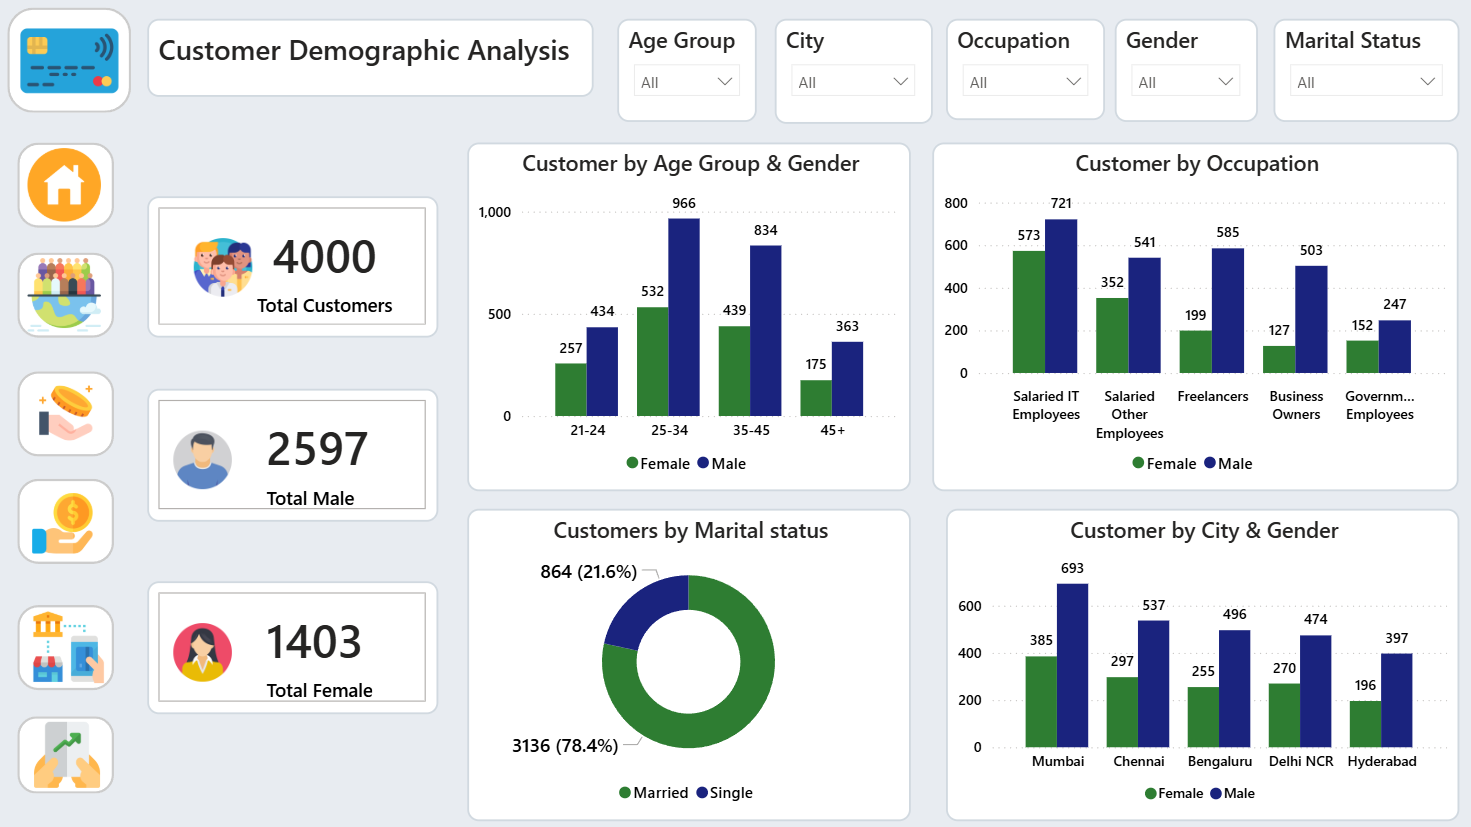 Customer Demographic Analysis
Age Group
All
City
All
Occupation
All
Gender
All
Marital Status
All
4000
Total Customers
2597
Total Male
1403
Total Female
Customer by Age Group & Gender
1,000
500
0
257
434
532
966
439
834
175
363
21-24
25-34
35-45
45+
Female
Male
Customer by Occupation
800
600
400
200
0
573
721
352
541
199
585
127
503
152
247
Salaried IT
Employees
Salaried
Other
Employees
Freelancers
Business
Owners
Governm...
Employees
Female
Male
Customers by Marital status
864 (21.6%)
3136 (78.4%)
Married
Single
Customer by City & Gender
600
400
200
0
385
693
297
537
255
496
270
474
196
397
Mumbai
Chennai
Bengaluru
Delhi NCR
Hyderabad
Female
Male